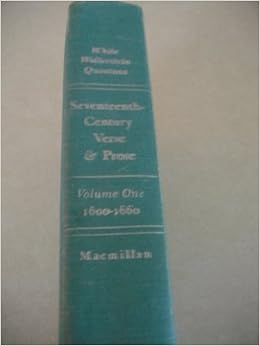 White
Wallerstein
Quintana
Seventeenth-
Century
Verse
& Prose
Volume One
1600-1660
Macmillan